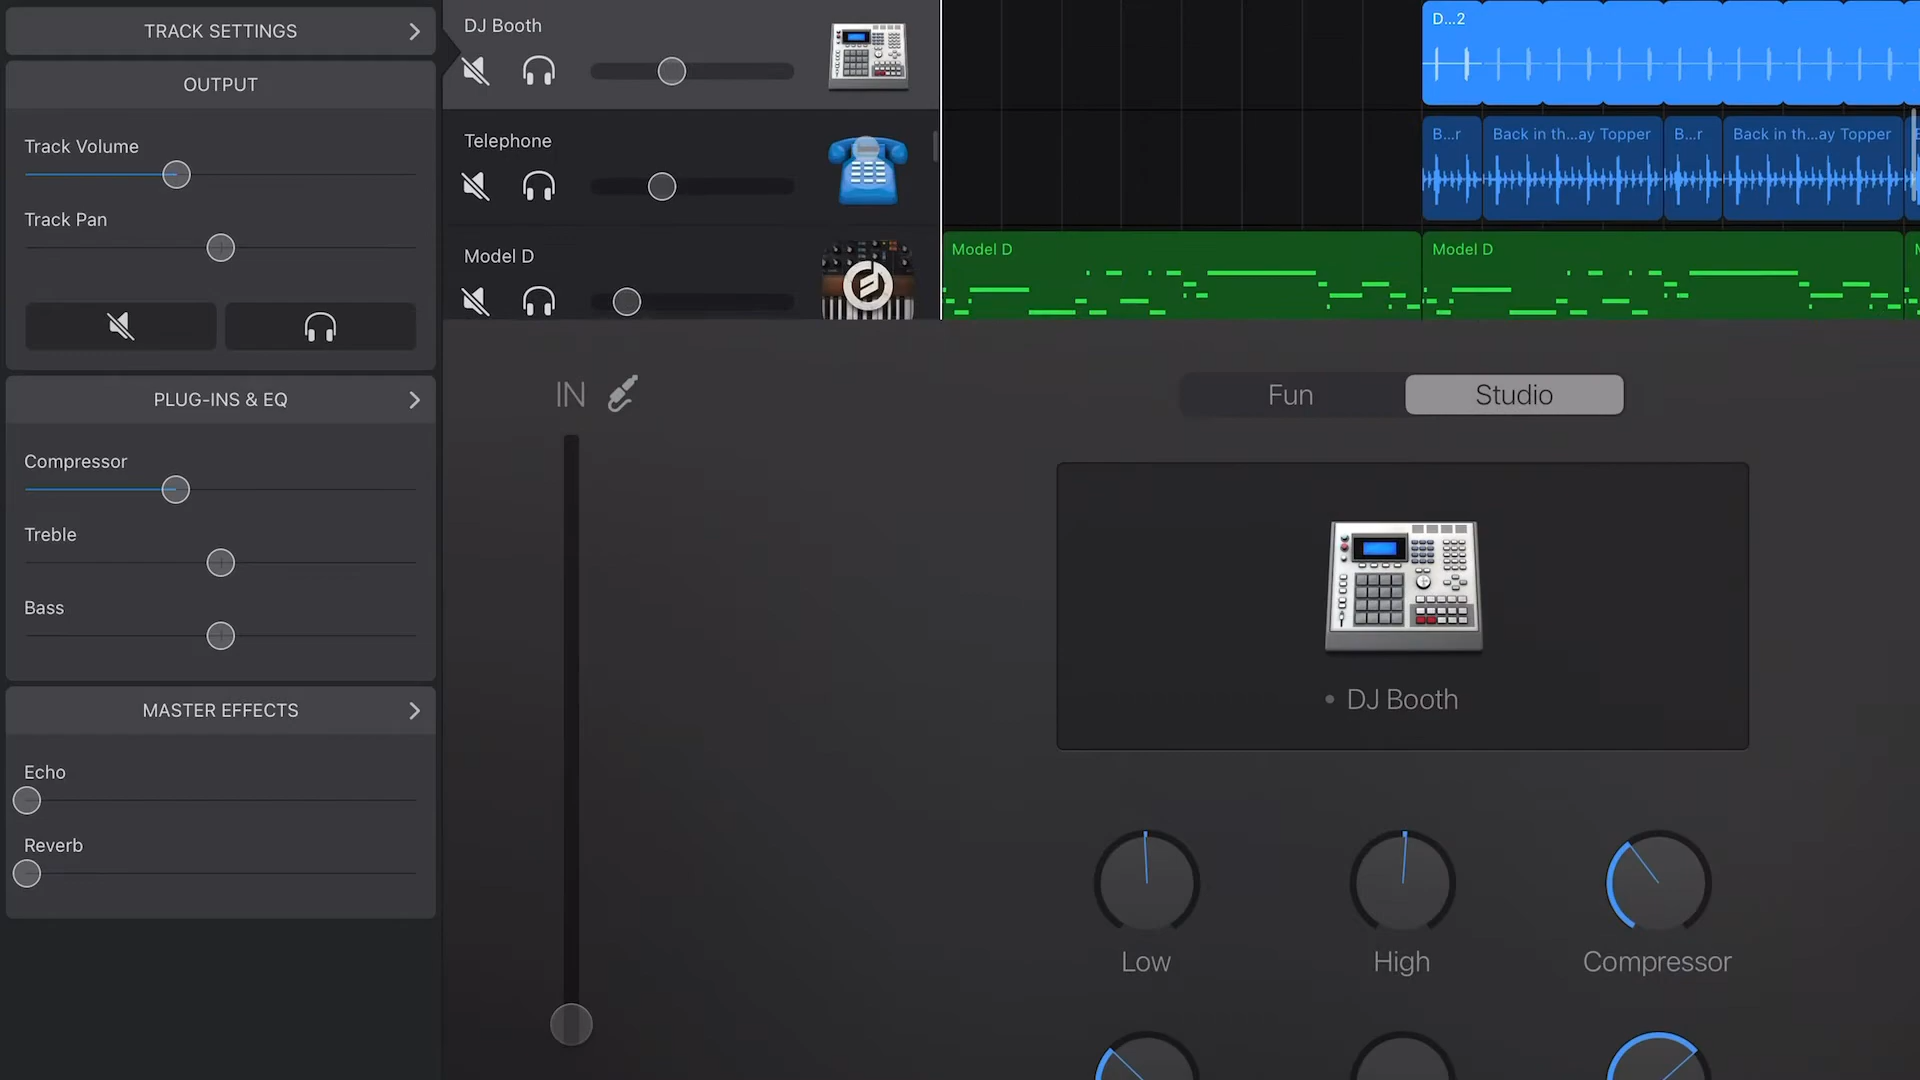 TRACK SETTINGS
OUTPUT
Track Volume
Track Pan
PLUG-INS & EQ
Compressor
Treble
Bass
MASTER EFFECTS
Echo
Reverb
DJ Booth
Telephone
Model D
D...2
B...r
Back in th...ay Topper
B...r
Back in th...ay Topper
Model D
Model D
IN
Fun
Studio
DJ Booth
Low
High
Compressor